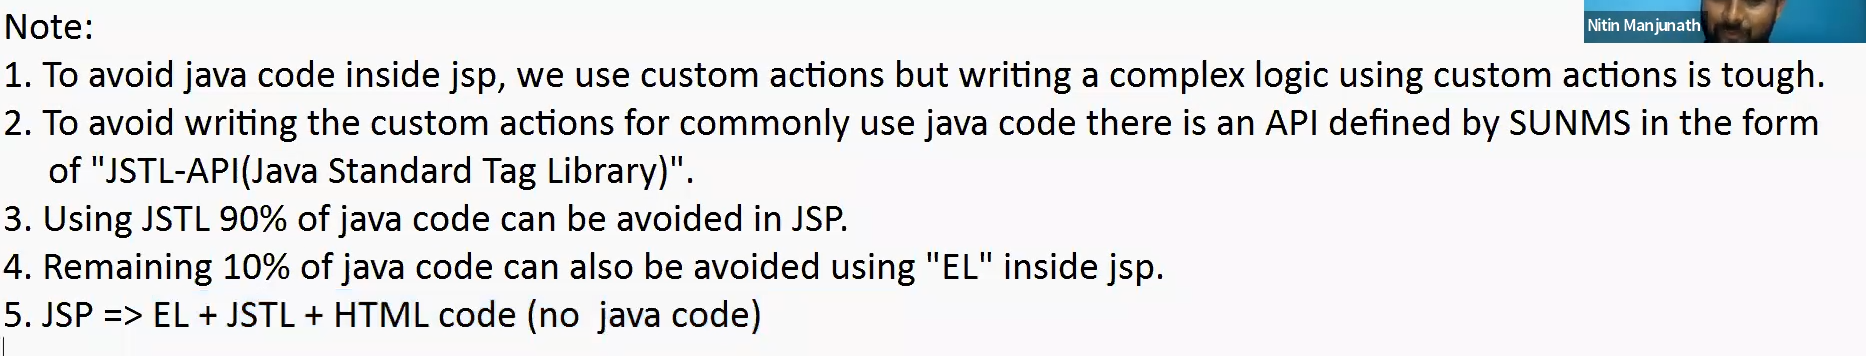 Note:
Nitin Manjunath
1. To avoid java code inside jsp, we use custom actions but writing a complex logic using custom actions is tough.
2. To avoid writing the custom actions for commonly use java code there is an API defined by SUNMS in the form
of "JSTL-API(Java Standard Tag Library)".
3. Using JSTL 90% of java code can be avoided in JSP.
4. Remaining 10% of java code can also be avoided using "EL" inside jsp.
5. JSP => EL + JSTL + HTML code (no  java code)